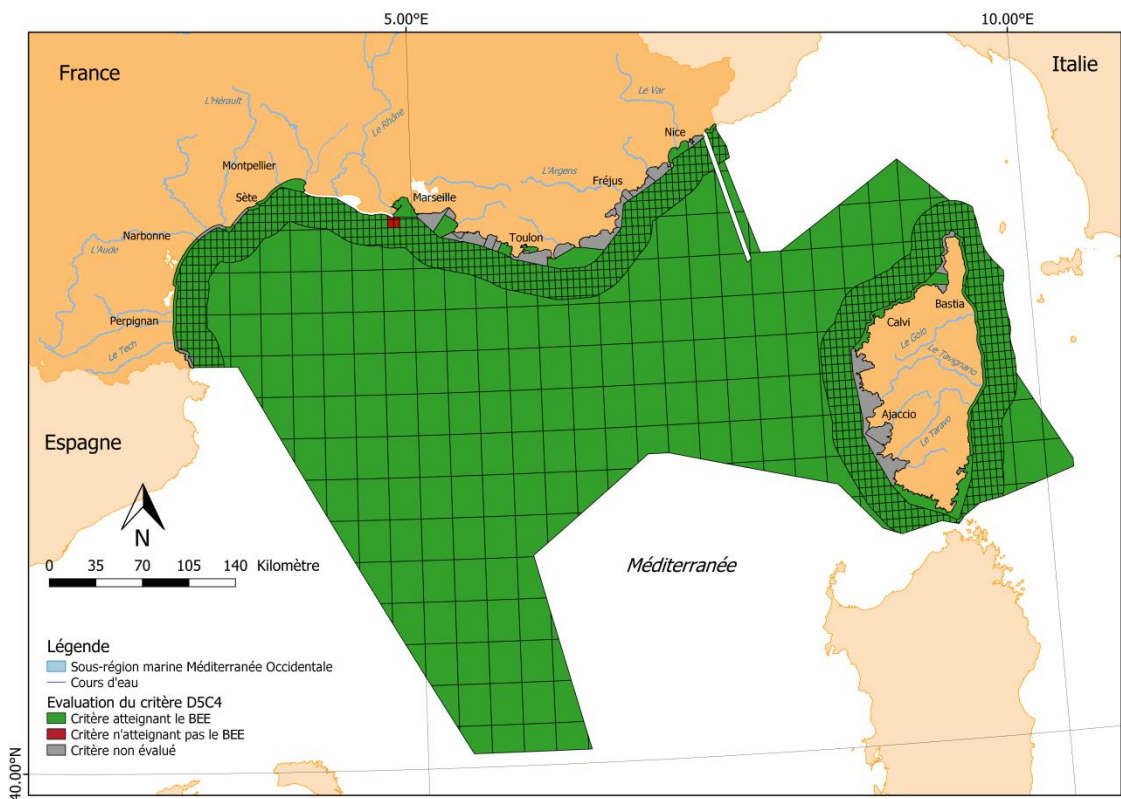 5.00°E
10.00°E
France
Italie
L'Hérault
Le Rhône
Le Var
Nice
Montpellier
L'Argens
Sète
Marseille
Fréjus
Narbonne
Toulon
L'Aude
Bastia
Perpignan
Calvi
Le Golo
Le Tech
Le Tavignano
Ajaccio
Espagne
Le Taravo
N
Méditerranée
0 35 70 105 140 Kilomètre
Légende
Sous-région marine Méditerranée Occidentale
Cours d'eau
Evaluation du critère D5C4
Critère atteignant le BEE
Critère n'atteignant pas le BEE
Critère non évalué
40.00°N